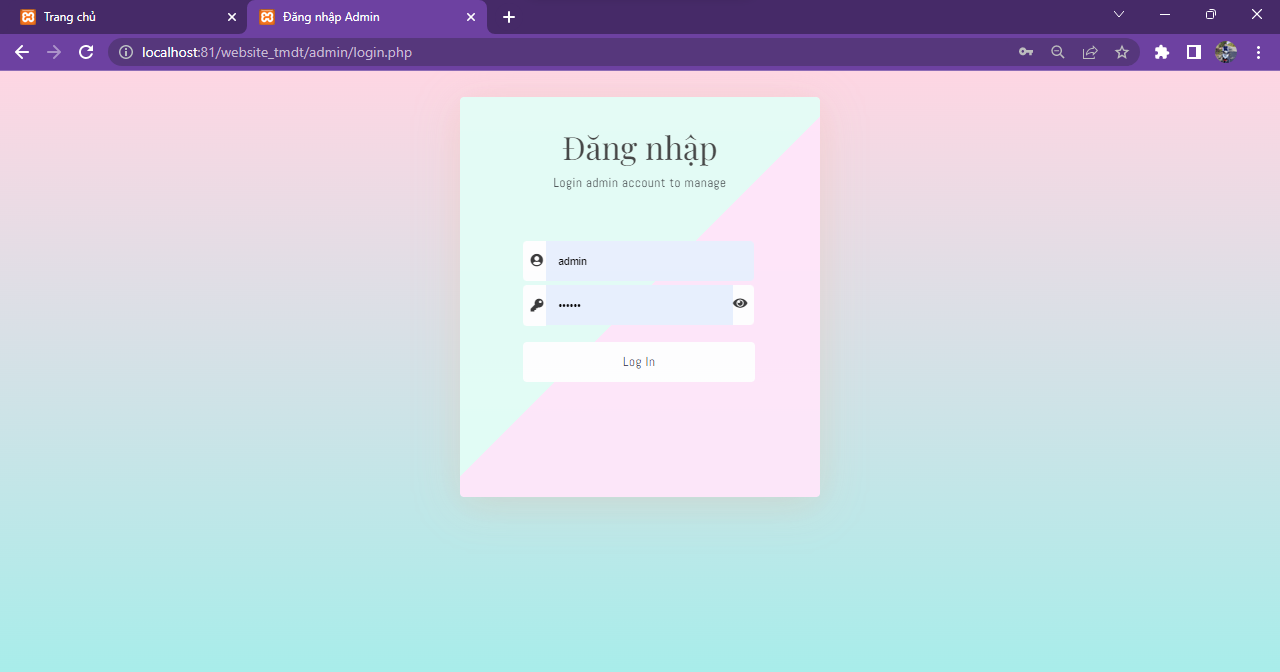 Trang chủ
Đăng nhập Admin
localhost:81/website_tmdt/admin/login.php
Đăng nhập
Login admin account to manage
admin
••••••
Log In